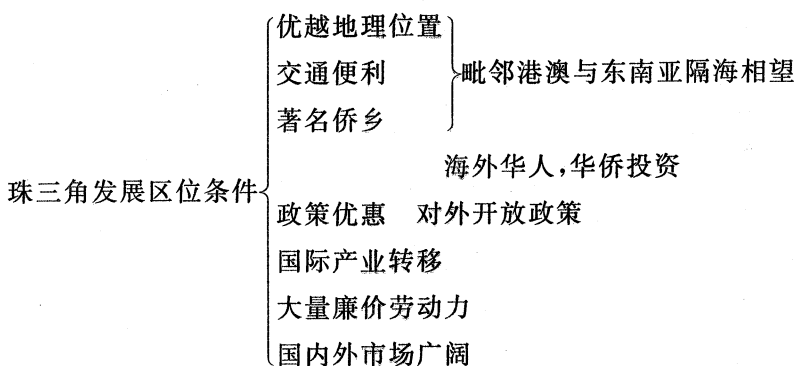 优越地理位置
交通便利
毗邻港澳与东南亚隔海相望
著名侨乡
海外华人,华侨投资
珠三角发展区位条件
政策优惠 对外开放政策
国际产业转移
大量廉价劳动力
国内外市场广阔